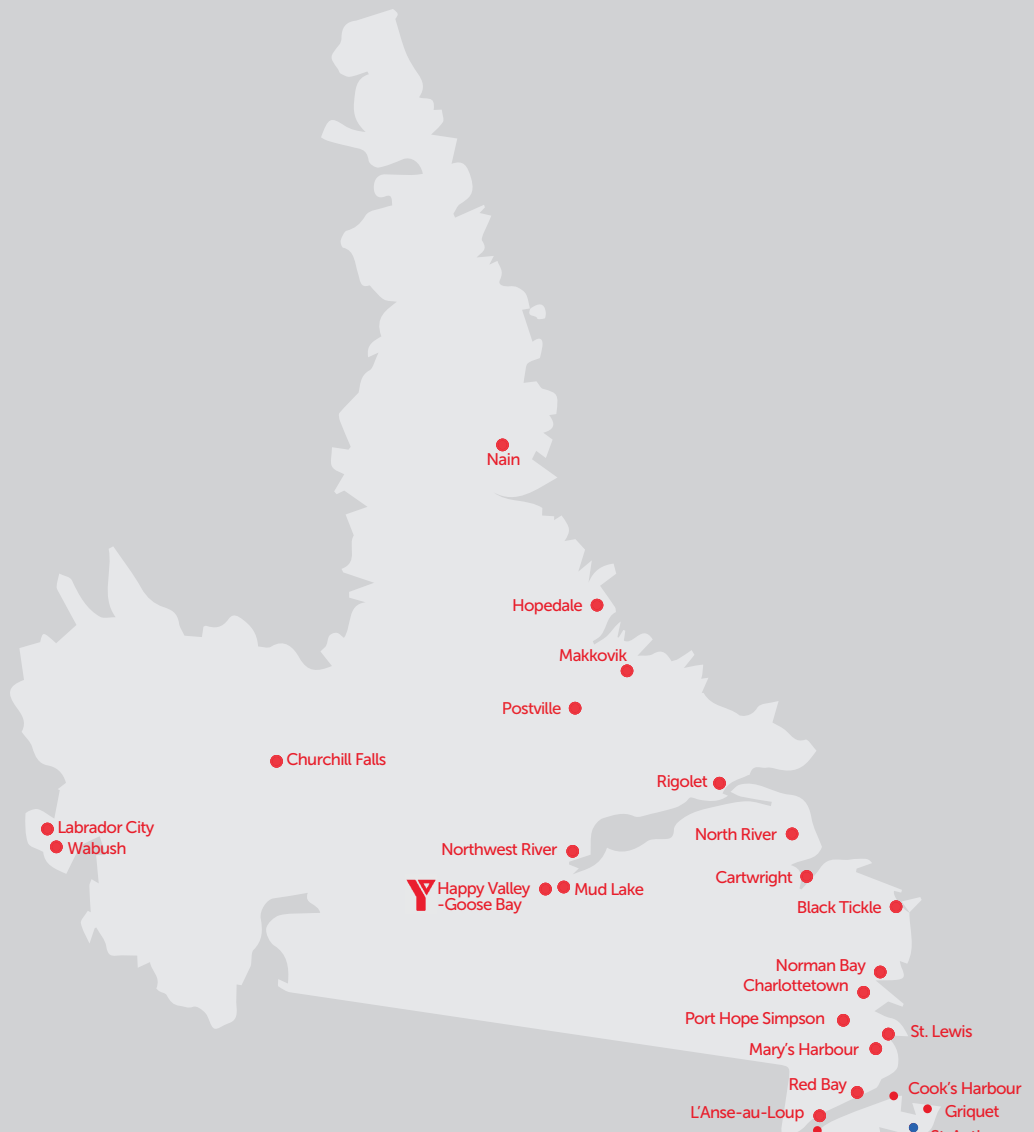 Nain
Hopedale
Makkovik
Postville
Churchill Falls
Rigolet
Labrador City
Wabush
North River
Northwest River
Cartwright
Happy Valley
-Goose Bay
Mud Lake
Black Tickle
Norman Bay
Charlottetown
Port Hope Simpson
St. Lewis
Mary's Harbour
Red Bay
Cook's Harbour
L'Anse-au-Loup
Griquet